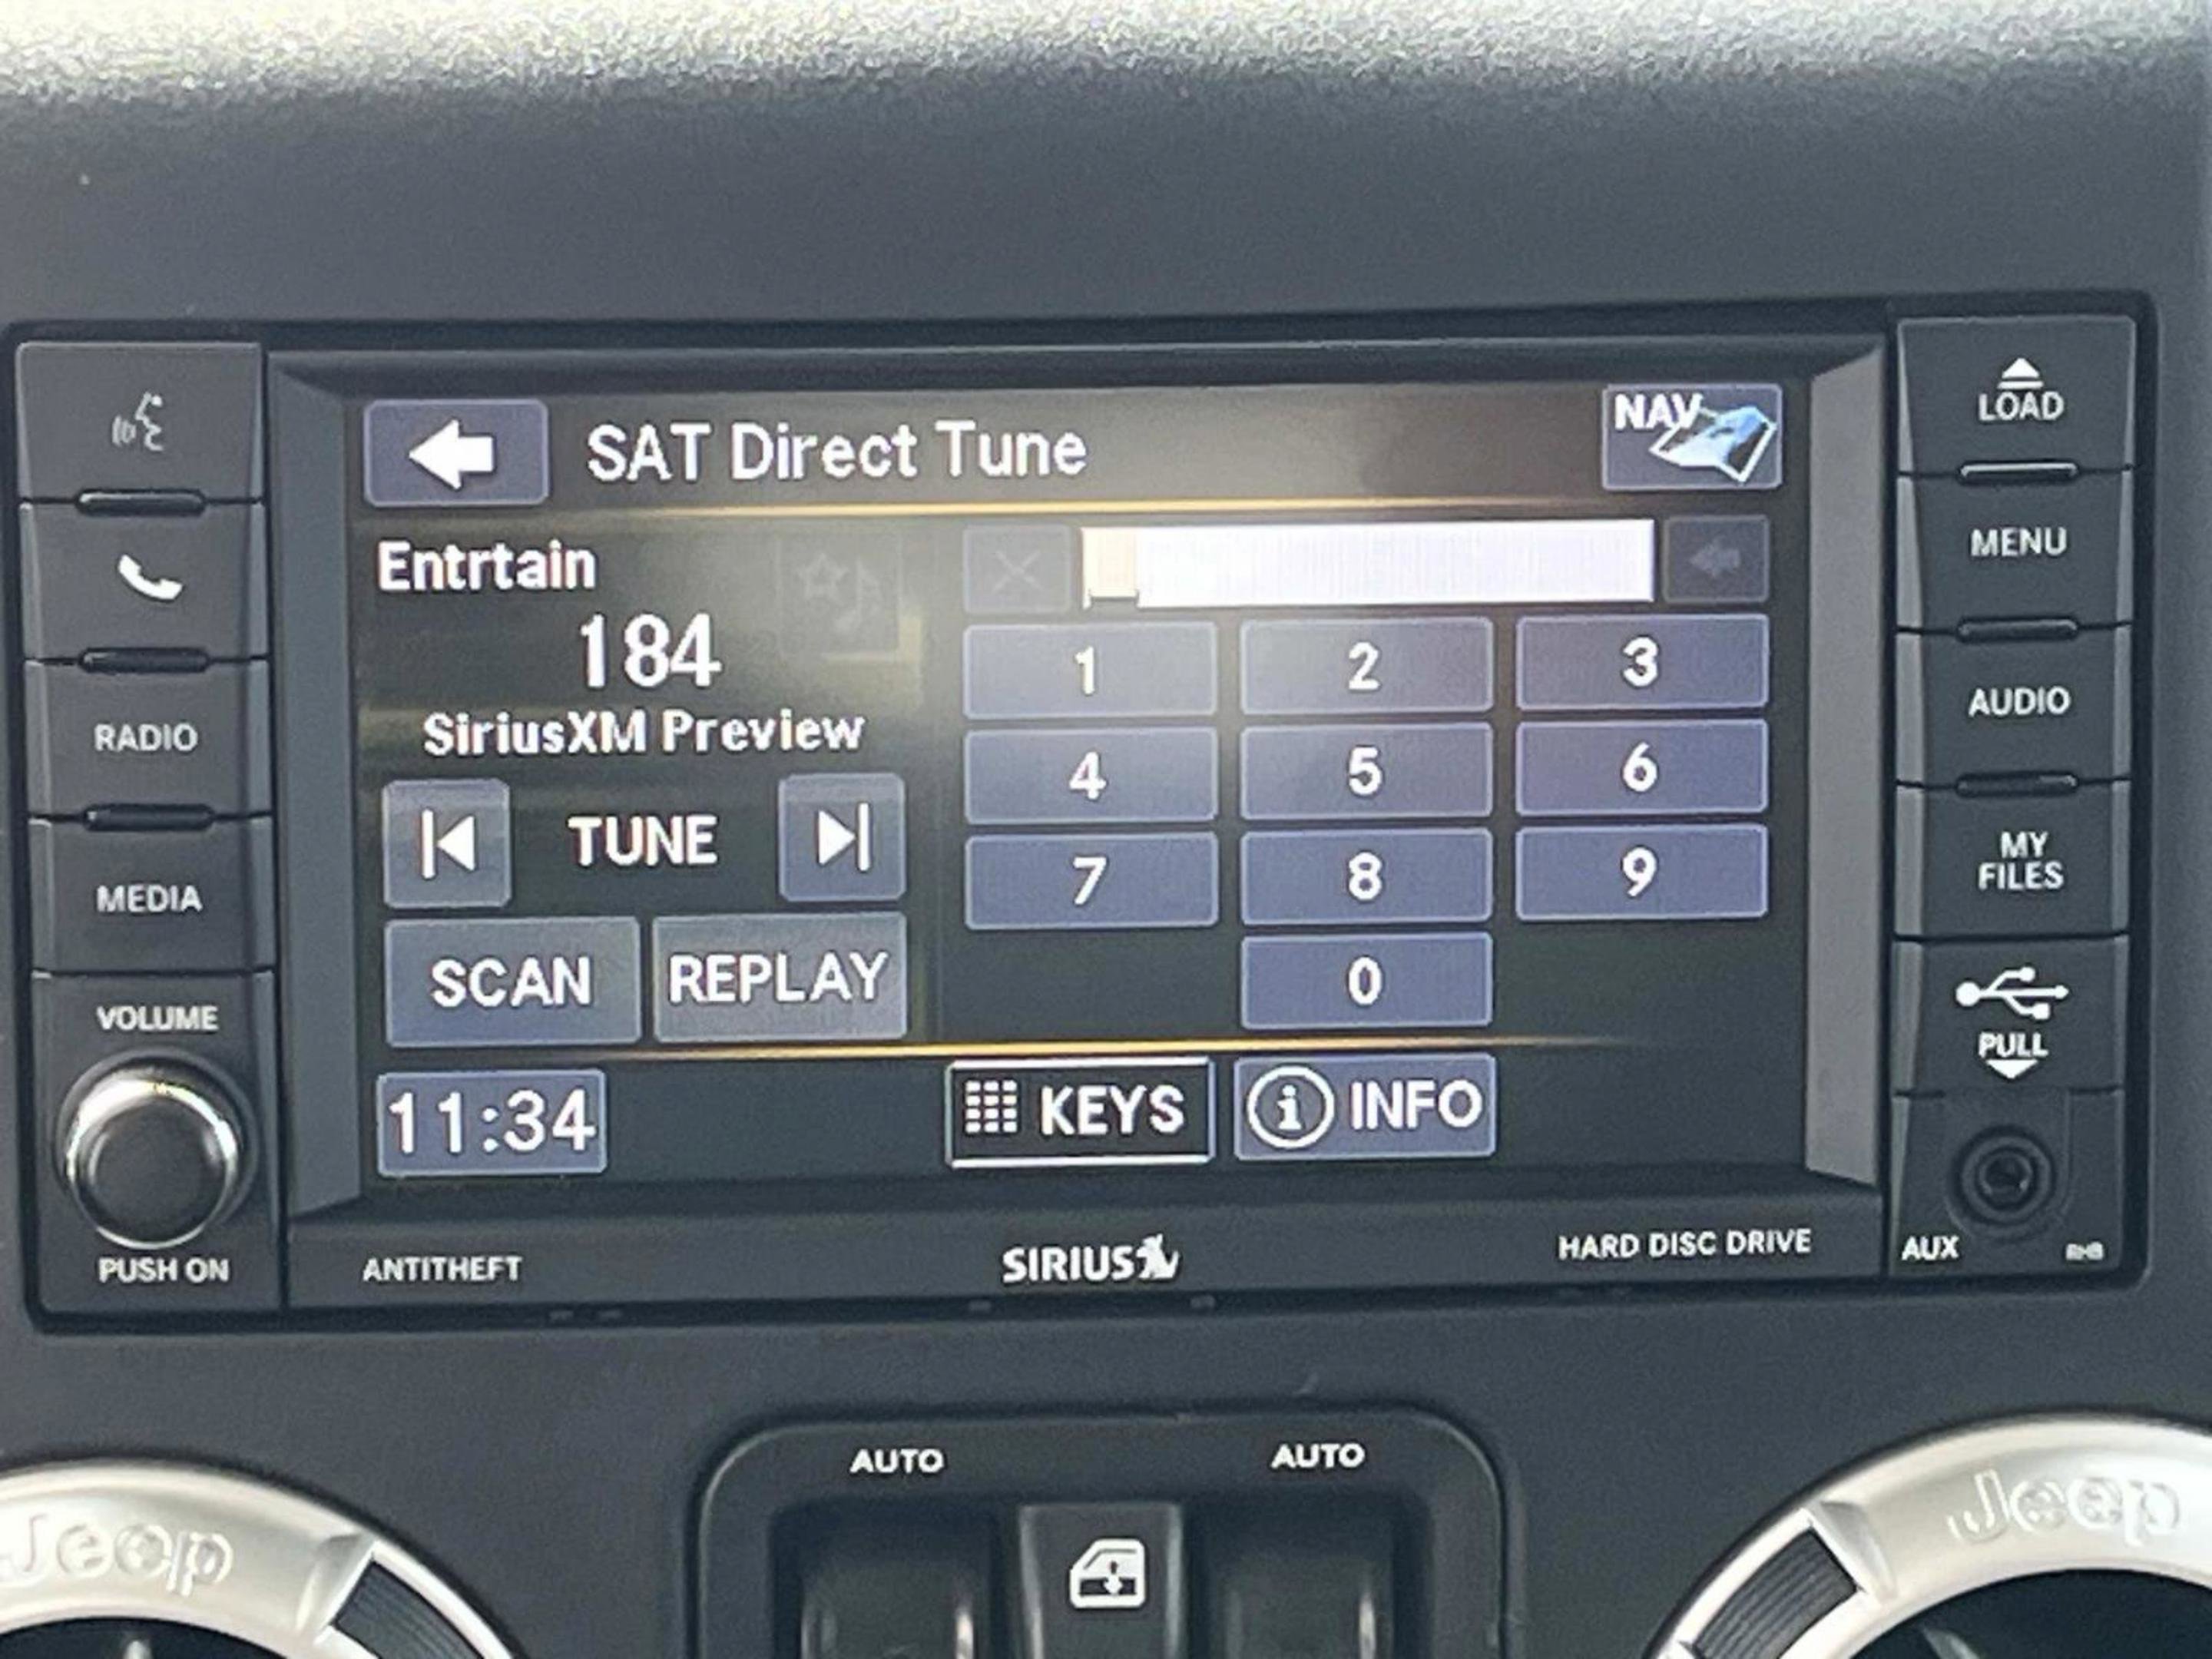 SAT Direct Tune
NAV
Entrtain
184
SiriusXM Preview
TUNE
SCAN
REPLAY
1 2 3
4 5 6
7 8 9
0
11:34
KEYS
INFO
RADIO
MEDIA
VOLUME
PUSH ON
LOAD
MENU
AUDIO
MY
FILES
PULL
AUX
RHB
ANTITHEFT
SIRIUS
HARD DISC DRIVE
AUTO
AUTO
Jeep
Jeep